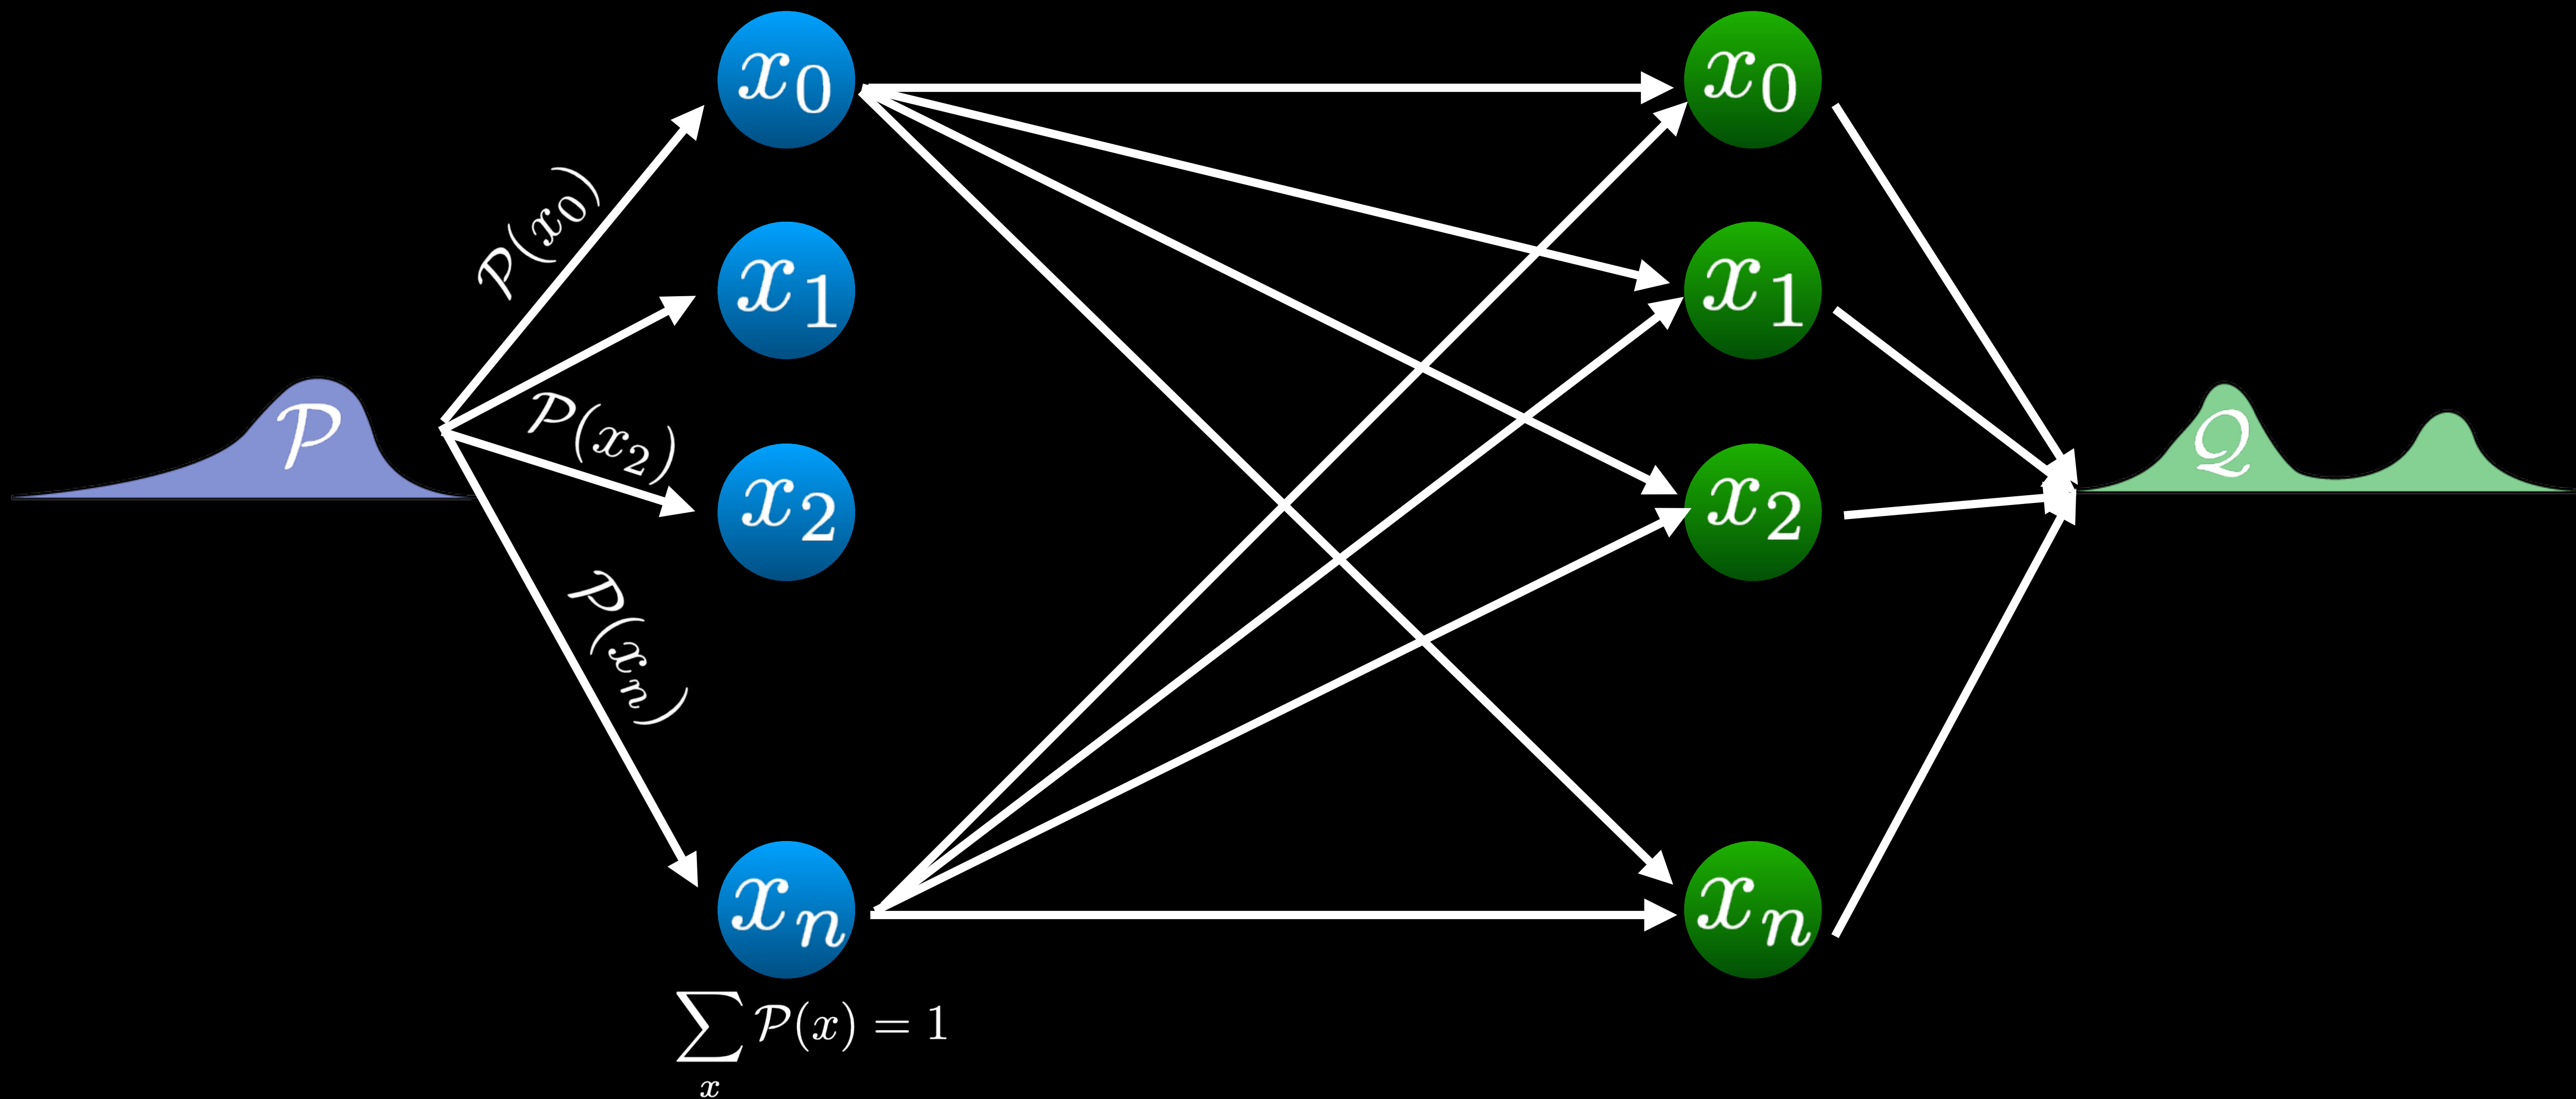 x₀
x₀
𝒫(x₀)
x₁
x₁
𝒫
𝒫(x₂)
𝒬
x₂
x₂
𝒫(xₙ)
xₙ
xₙ
∑ₓ 𝒫(x) = 1